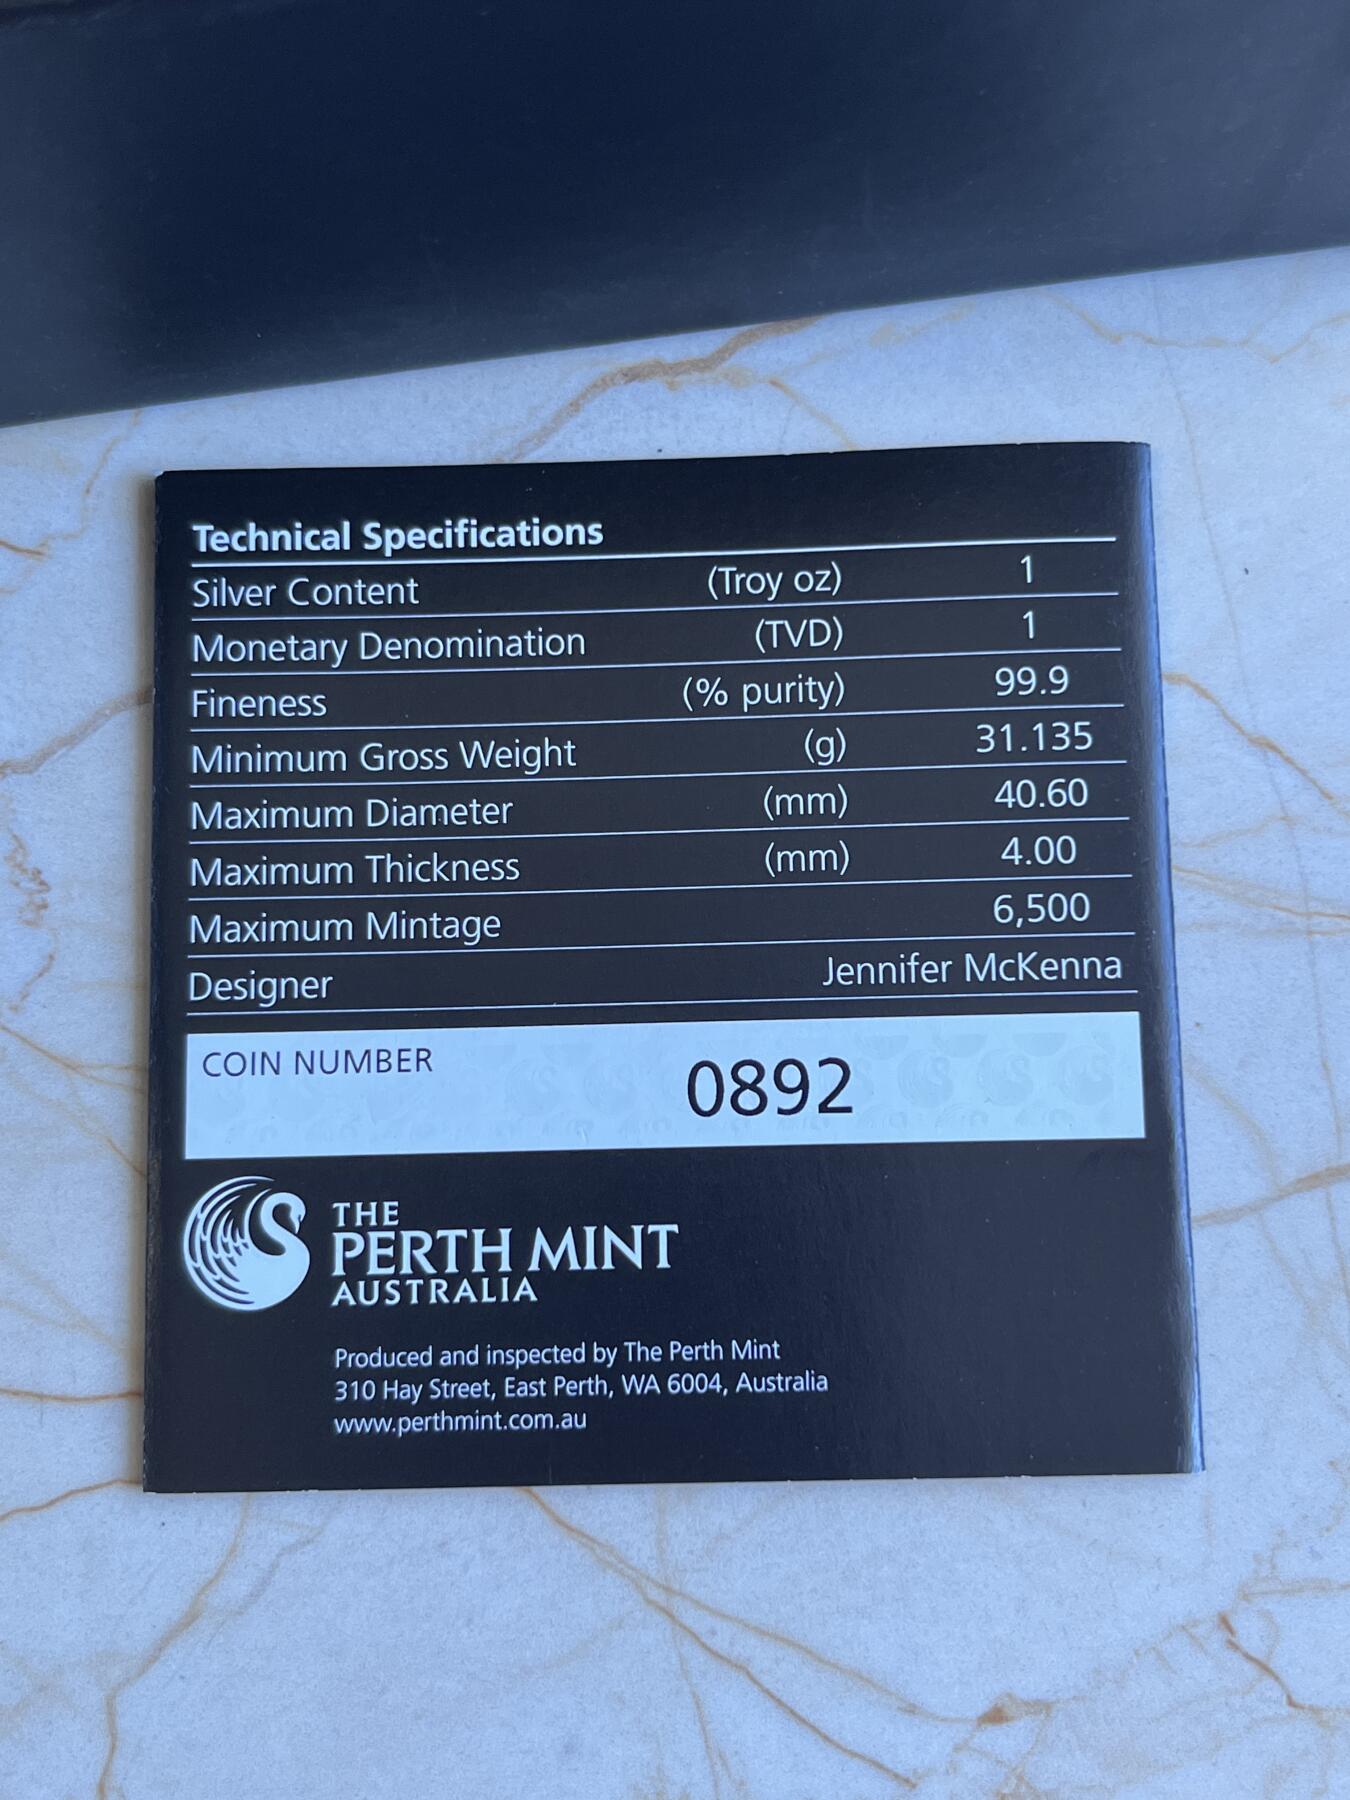 Technical Specifications
Silver Content (Troy oz) 1
Monetary Denomination (TVD) 1
Fineness (% purity) 99.9
Minimum Gross Weight (g) 31.135
Maximum Diameter (mm) 40.60
Maximum Thickness (mm) 4.00
Maximum Mintage 6,500
Designer Jennifer McKenna
COIN NUMBER 0892
THE
PERTH MINT
AUSTRALIA
Produced and inspected by The Perth Mint
310 Hay Street, East Perth, WA 6004, Australia
www.perthmint.com.au